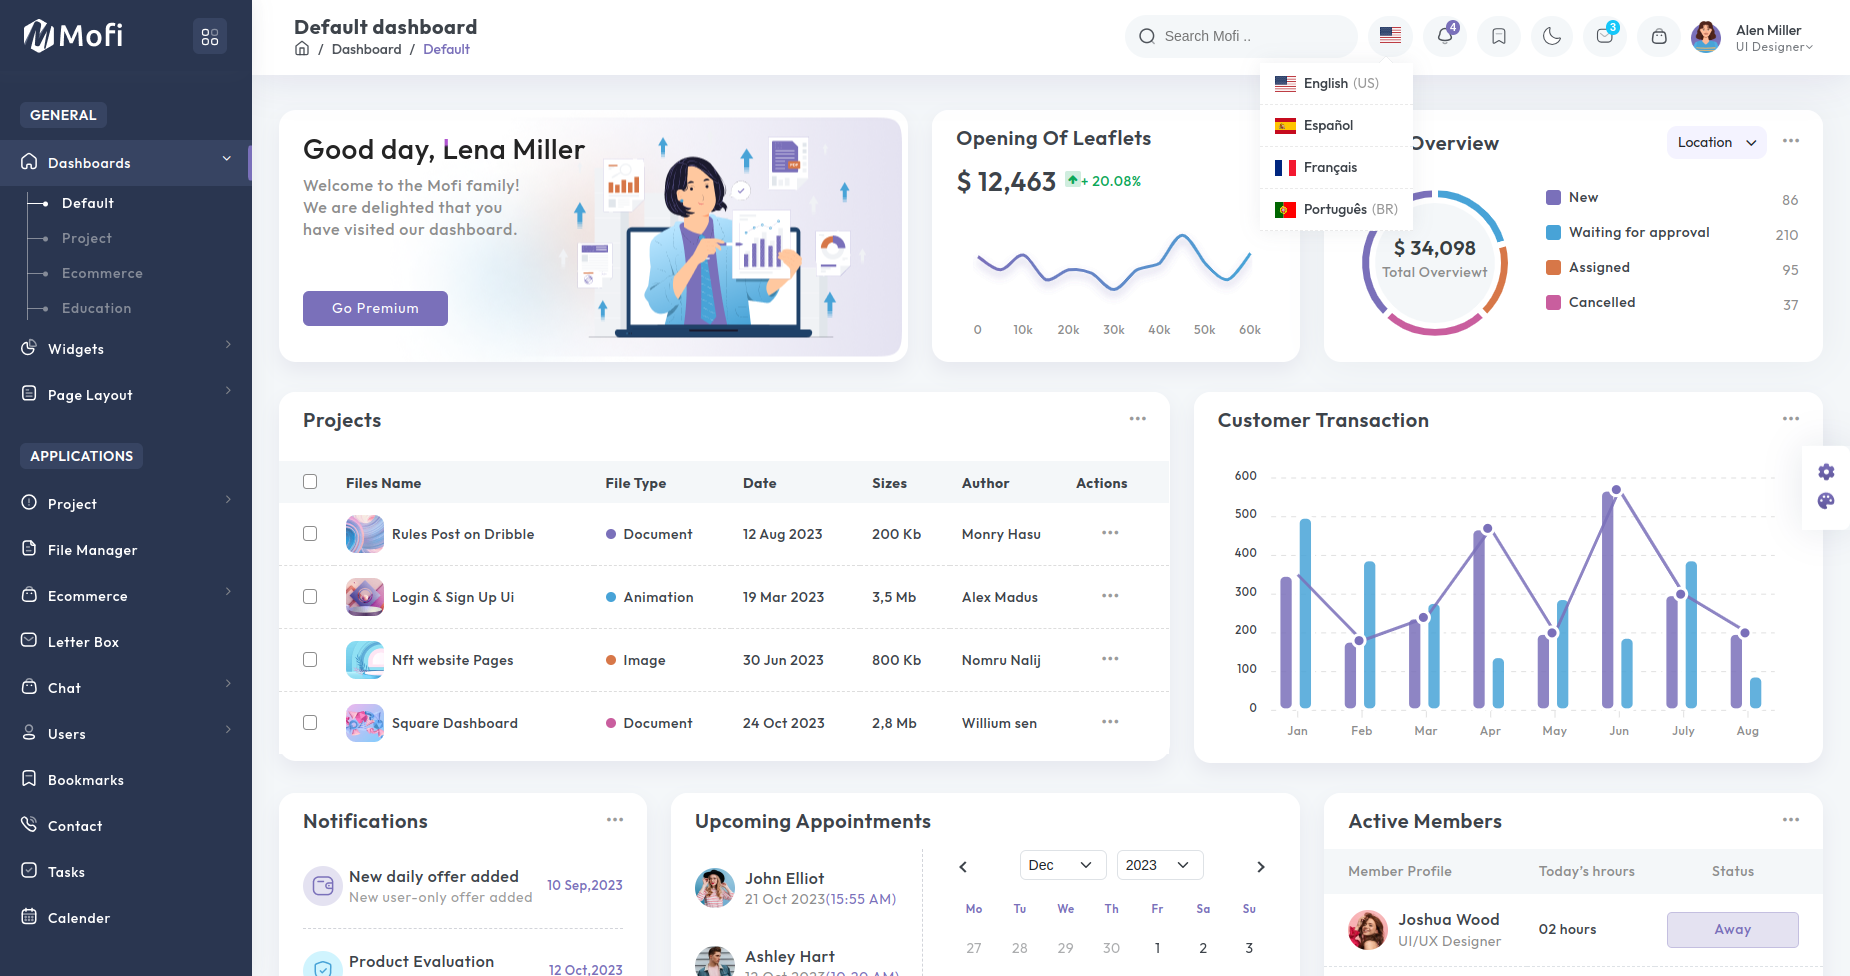 Mofi
Default dashboard
/ Dashboard / Default
Search Mofi ..
4
3
Alen Miller
UI Designer
English (US)
Español
Français
Português (BR)
GENERAL
Dashboards
Default
Project
Ecommerce
Education
Widgets
Page Layout
APPLICATIONS
Project
File Manager
Ecommerce
Letter Box
Chat
Users
Bookmarks
Contact
Tasks
Calender
Good day, Lena Miller
Welcome to the Mofi family!
We are delighted that you
have visited our dashboard.
Go Premium
PDF
Opening Of Leaflets
$ 12,463 + 20.08%
0 10k 20k 30k 40k 50k 60k
Overview
Location
$ 34,098
Total Overviewt
New 86
Waiting for approval 210
Assigned 95
Cancelled 37
Projects
Files Name File Type Date Sizes Author Actions
Rules Post on Dribble Document 12 Aug 2023 200 Kb Monry Hasu
Login & Sign Up Ui Animation 19 Mar 2023 3,5 Mb Alex Madus
Nft website Pages Image 30 Jun 2023 800 Kb Nomru Nalij
Square Dashboard Document 24 Oct 2023 2,8 Mb Willium sen
Customer Transaction
600
500
400
300
200
100
0
Jan Feb Mar Apr May Jun July Aug
Notifications
New daily offer added
New user-only offer added
10 Sep,2023
Product Evaluation
12 Oct,2023
Upcoming Appointments
John Elliot
21 Oct 2023(15:55 AM)
Ashley Hart
12 Oct 2023(10:20 AM)
Dec 2023
Mo Tu We Th Fr Sa Su
27 28 29 30 1 2 3
Active Members
Member Profile Today's hrours Status
Joshua Wood
UI/UX Designer
02 hours
Away